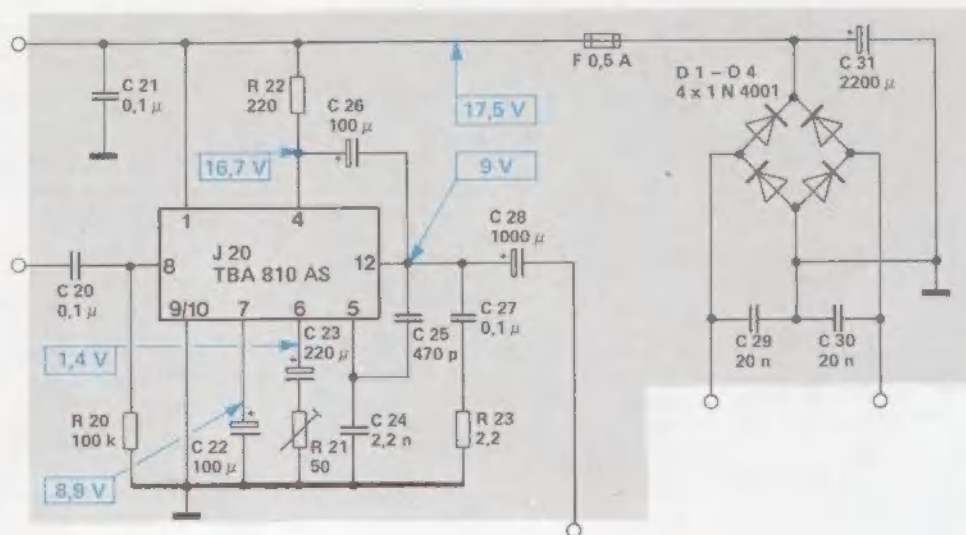 F 0,5 A
C 31
2200 µ
D 1 – D 4
4 x 1 N 4001
C 21
0,1 µ
R 22
220
C 26
100 µ
17,5 V
16,7 V
9 V
1
4
C 28
1000 µ
J 20
TBA 810 AS
8
12
C 20
0,1 µ
9/10
7
6
5
C 23
220 µ
C 25
470 p
C 27
0,1 µ
C 29
20 n
C 30
20 n
1,4 V
R 20
100 k
C 22
100 µ
R 21
50
C 24
2,2 n
R 23
2,2
8,9 V